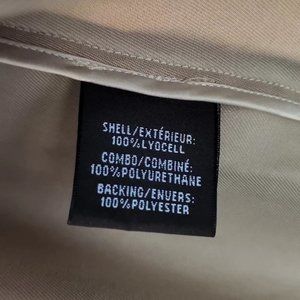 SHELL/EXTÉRIEUR:
100%LYOCELL
COMBO/COMBINÉ:
100%POLYURETHANE
BACKING/ENVERS:
100%POLYESTER